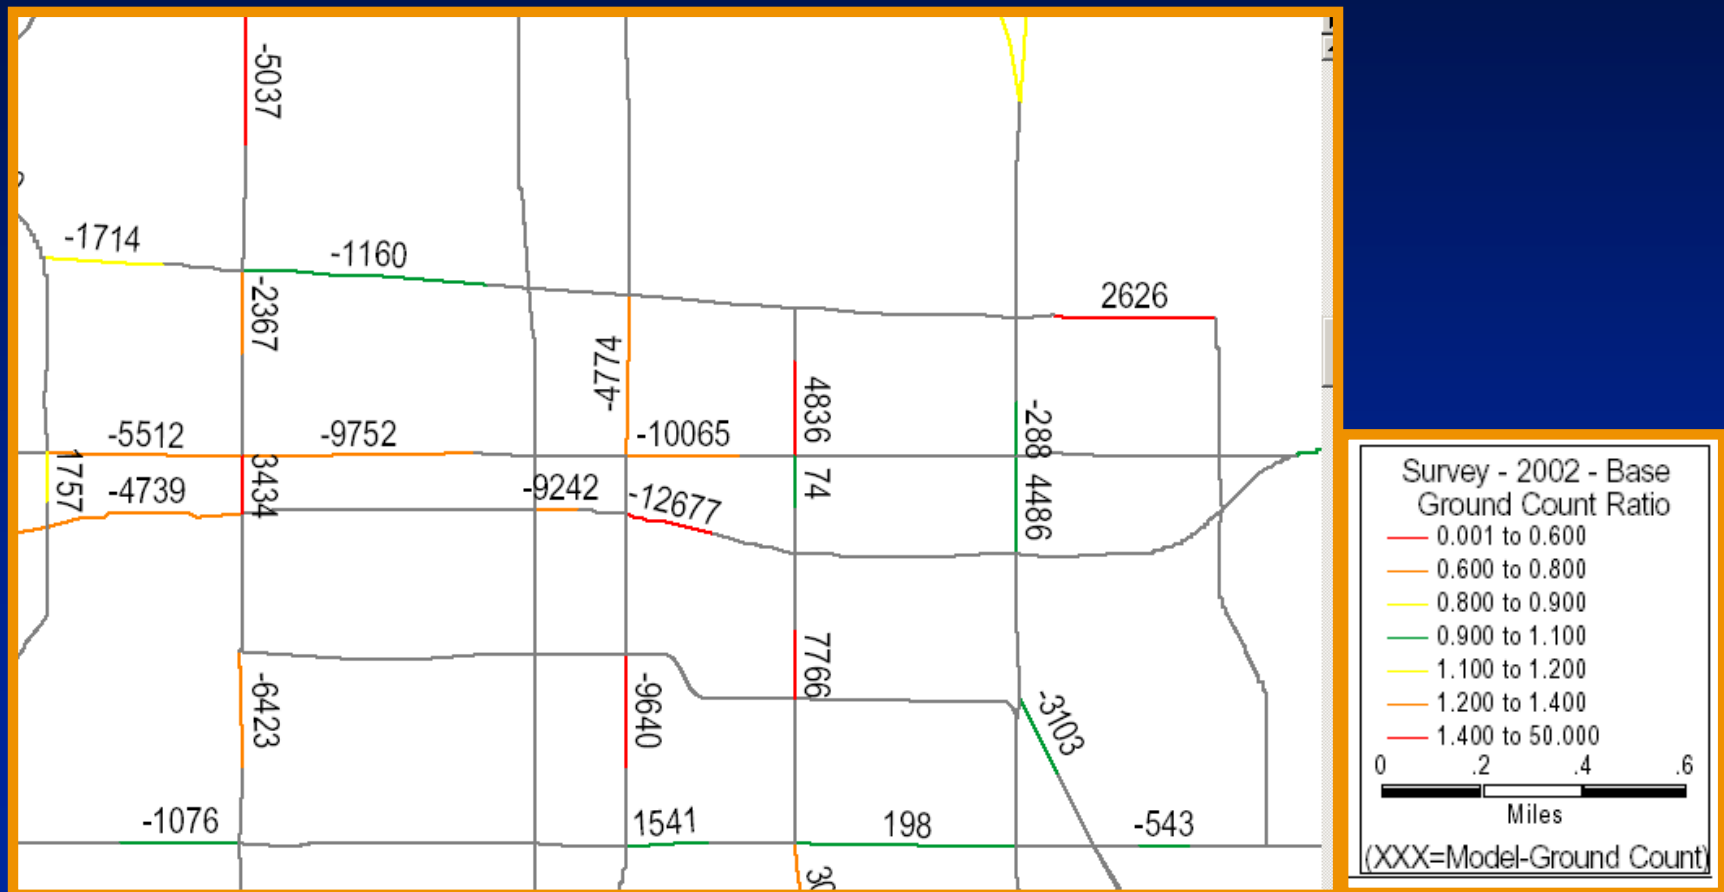 -5037
-1714
-1160
-2367
2626
-4774
4836
-288
-5512
-9752
-10065
1757
3434
74
4486
-4739
-9242
-12677
7766
-6423
-9640
-3103
-1076
1541
198
-543
Survey - 2002 - Base
Ground Count Ratio
0.001 to 0.600
0.600 to 0.800
0.800 to 0.900
0.900 to 1.100
1.100 to 1.200
1.200 to 1.400
1.400 to 50.000
0 .2 .4 .6
Miles
(XXX=Model-Ground Count)